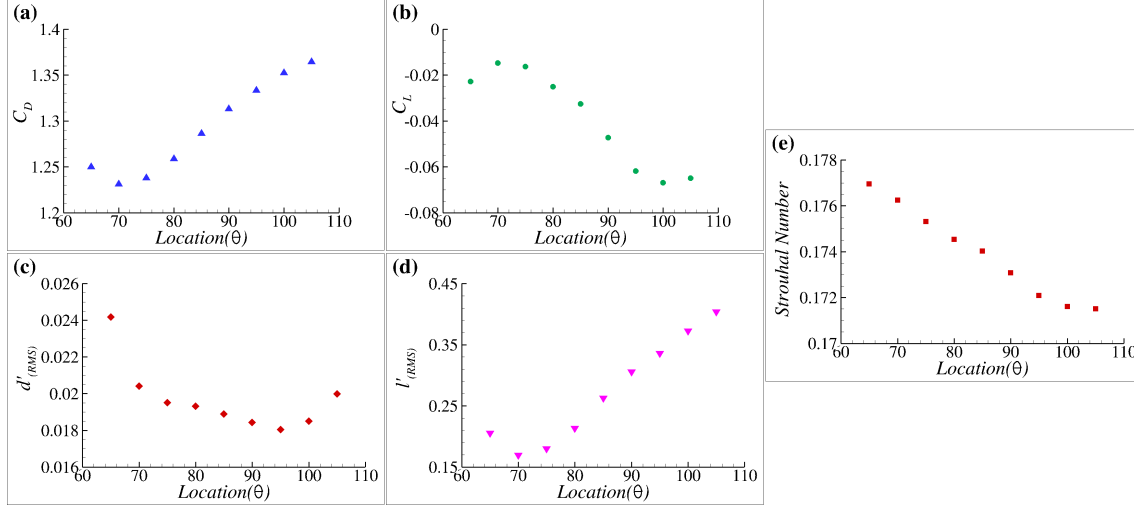 (a)
1.4
1.35
1.3
1.25
1.2
C_D
60 70 80 90 100 110
Location(θ)
(b)
0
-0.02
-0.04
-0.06
-0.08
C_L
60 70 80 90 100 110
Location(θ)
(c)
0.026
0.024
0.022
0.02
0.018
0.016
d'(RMS)
60 70 80 90 100 110
Location(θ)
(d)
0.45
0.35
0.25
0.15
l'(RMS)
60 70 80 90 100 110
Location(θ)
(e)
0.178
0.176
0.174
0.172
0.17
Strouhal Number
60 70 80 90 100 110
Location(θ)